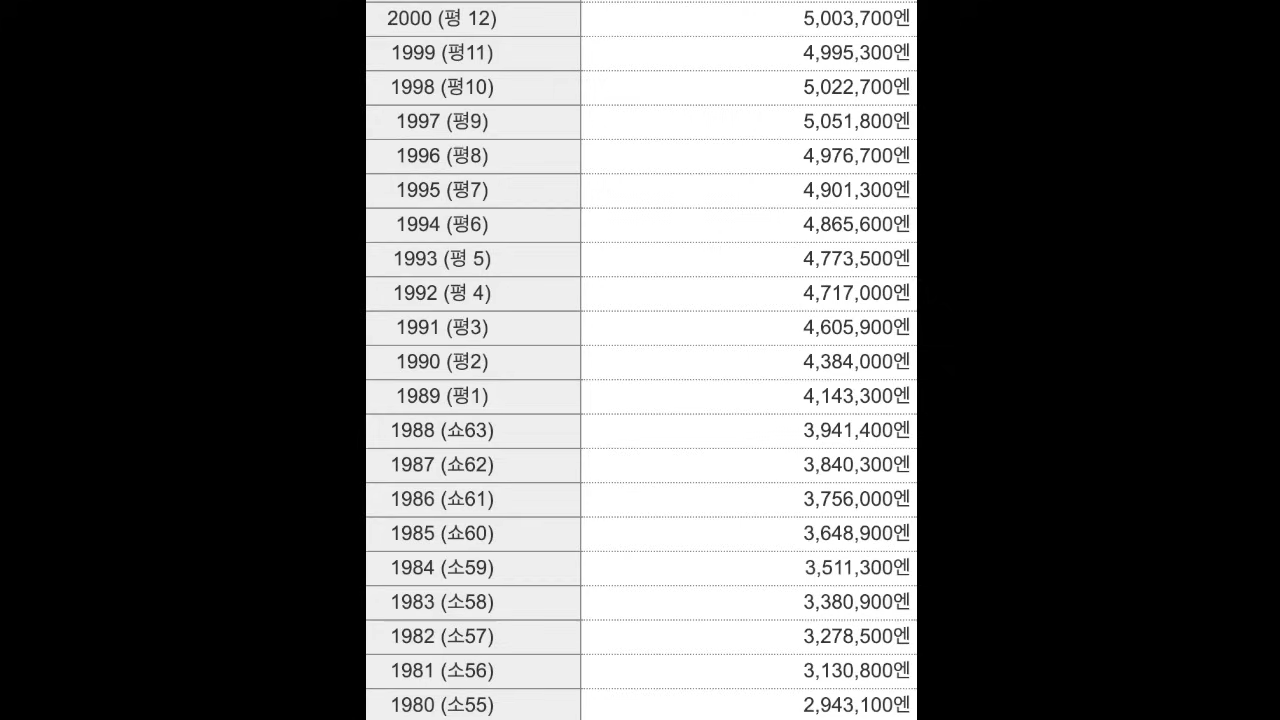 2000 (평 12) 5,003,700엔
1999 (평11) 4,995,300엔
1998 (평10) 5,022,700엔
1997 (평9) 5,051,800엔
1996 (평8) 4,976,700엔
1995 (평7) 4,901,300엔
1994 (평6) 4,865,600엔
1993 (평 5) 4,773,500엔
1992 (평 4) 4,717,000엔
1991 (평3) 4,605,900엔
1990 (평2) 4,384,000엔
1989 (평1) 4,143,300엔
1988 (쇼63) 3,941,400엔
1987 (쇼62) 3,840,300엔
1986 (쇼61) 3,756,000엔
1985 (쇼60) 3,648,900엔
1984 (소59) 3,511,300엔
1983 (소58) 3,380,900엔
1982 (소57) 3,278,500엔
1981 (소56) 3,130,800엔
1980 (소55) 2,943,100엔